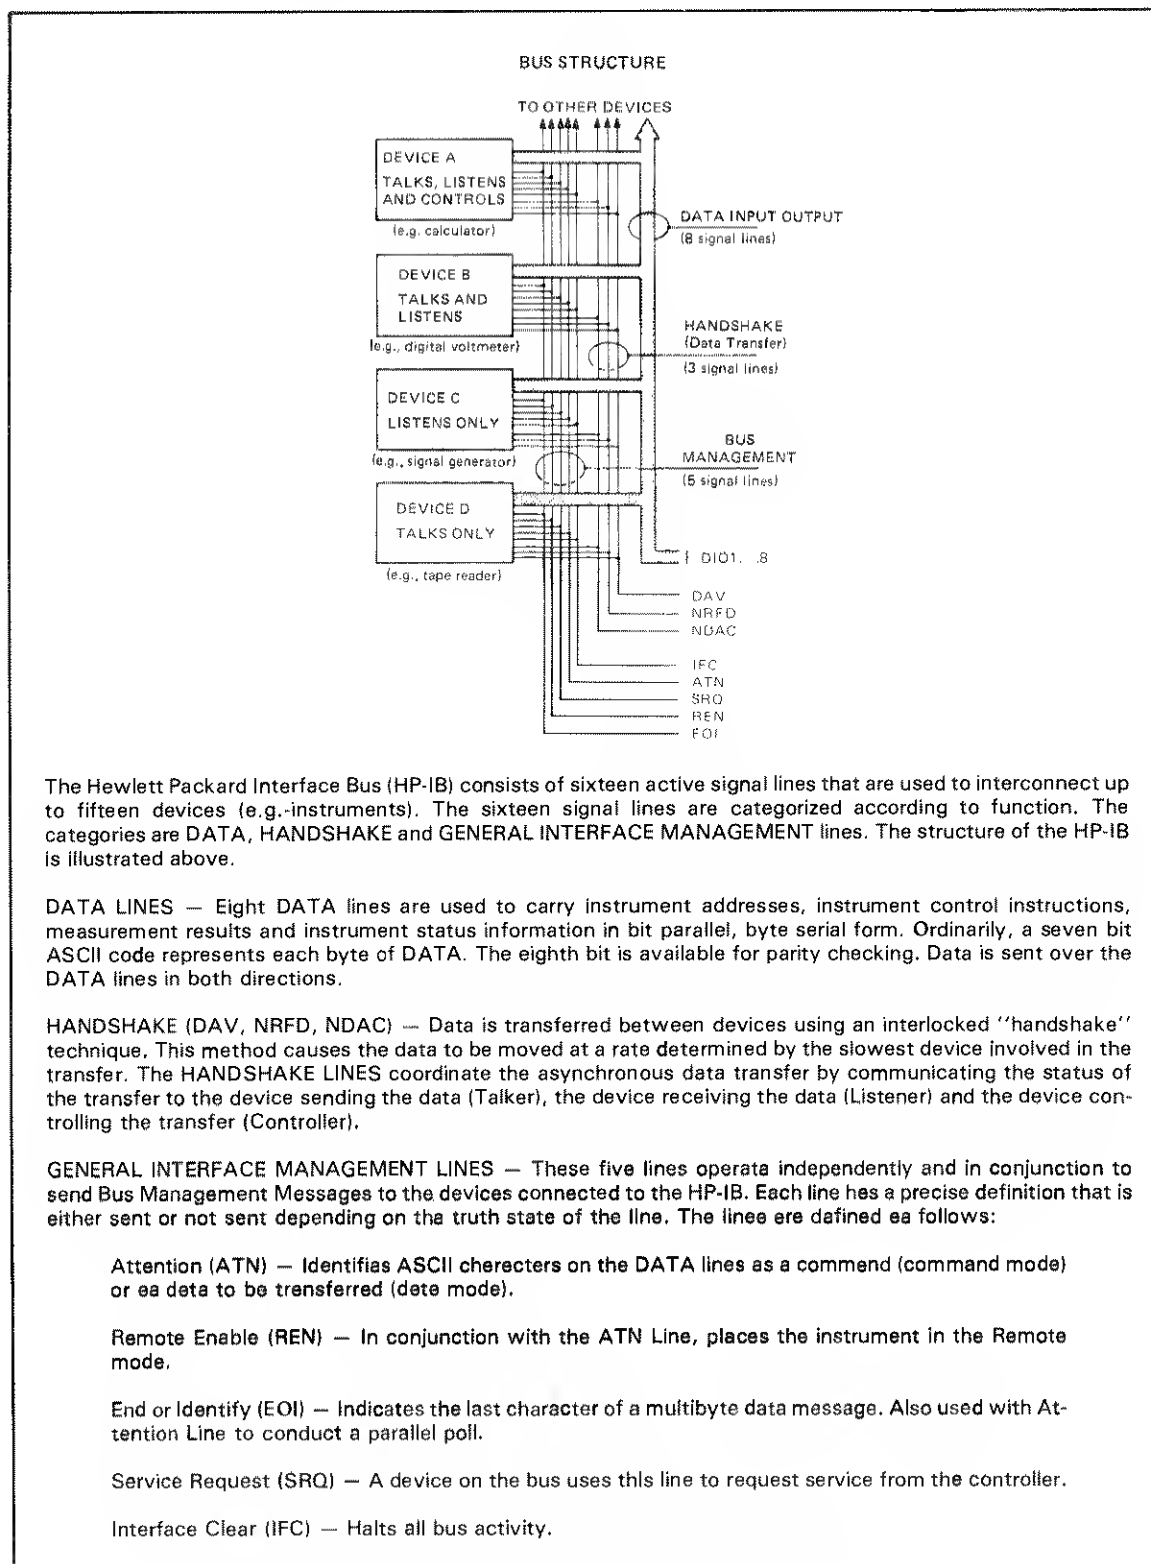 BUS STRUCTURE
TO OTHER DEVICES
DEVICE A
TALKS, LISTENS
AND CONTROLS
(e.g. calculator)
DATA INPUT OUTPUT
(8 signal lines)
DEVICE B
TALKS AND
LISTENS
(e.g., digital voltmeter)
HANDSHAKE
(Data Transfer)
(3 signal lines)
DEVICE C
LISTENS ONLY
(e.g., signal generator)
BUS
MANAGEMENT
(5 signal lines)
DEVICE D
TALKS ONLY
(e.g., tape reader)
DIO1. .8
DAV
NRFD
NDAC
IFC
ATN
SRQ
REN
EOI
The Hewlett Packard Interface Bus (HP-IB) consists of sixteen active signal lines that are used to interconnect up
to fifteen devices (e.g.-instruments). The sixteen signal lines are categorized according to function. The
categories are DATA, HANDSHAKE and GENERAL INTERFACE MANAGEMENT lines. The structure of the HP-IB
is illustrated above.
DATA LINES — Eight DATA lines are used to carry instrument addresses, instrument control instructions,
measurement results and instrument status information in bit parallel, byte serial form. Ordinarily, a seven bit
ASCII code represents each byte of DATA. The eighth bit is available for parity checking. Data is sent over the
DATA lines in both directions.
HANDSHAKE (DAV, NRFD, NDAC) — Data is transferred between devices using an interlocked "handshake"
technique. This method causes the data to be moved at a rate determined by the slowest device involved in the
transfer. The HANDSHAKE LINES coordinate the asynchronous data transfer by communicating the status of
the transfer to the device sending the data (Talker), the device receiving the data (Listener) and the device con-
trolling the transfer (Controller).
GENERAL INTERFACE MANAGEMENT LINES — These five lines operate independently and in conjunction to
send Bus Management Messages to the devices connected to the HP-IB. Each line has a precise definition that is
either sent or not sent depending on the truth state of the line. The lines are defined as follows:
Attention (ATN) — Identifies ASCII characters on the DATA lines as a command (command mode)
or as data to be transferred (data mode).
Remote Enable (REN) — In conjunction with the ATN Line, places the instrument in the Remote
mode.
End or Identify (EOI) — Indicates the last character of a multibyte data message. Also used with At-
tention Line to conduct a parallel poll.
Service Request (SRQ) — A device on the bus uses this line to request service from the controller.
Interface Clear (IFC) — Halts all bus activity.